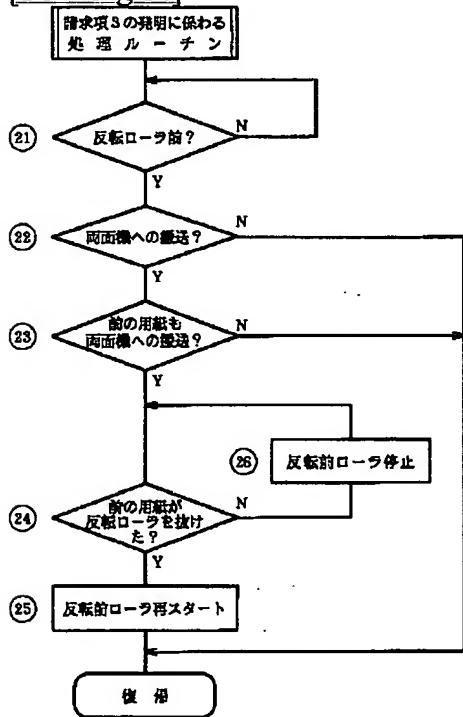 請求項3の発明に係わる
処理ルーチン
21
反転ローラ前？
N
Y
22
両面機への搬送？
N
Y
23
前の用紙も
両面機への搬送？
N
Y
26
反転前ローラ停止
24
前の用紙が
反転ローラを抜け
た？
N
Y
25
反転前ローラ再スタート
復帰